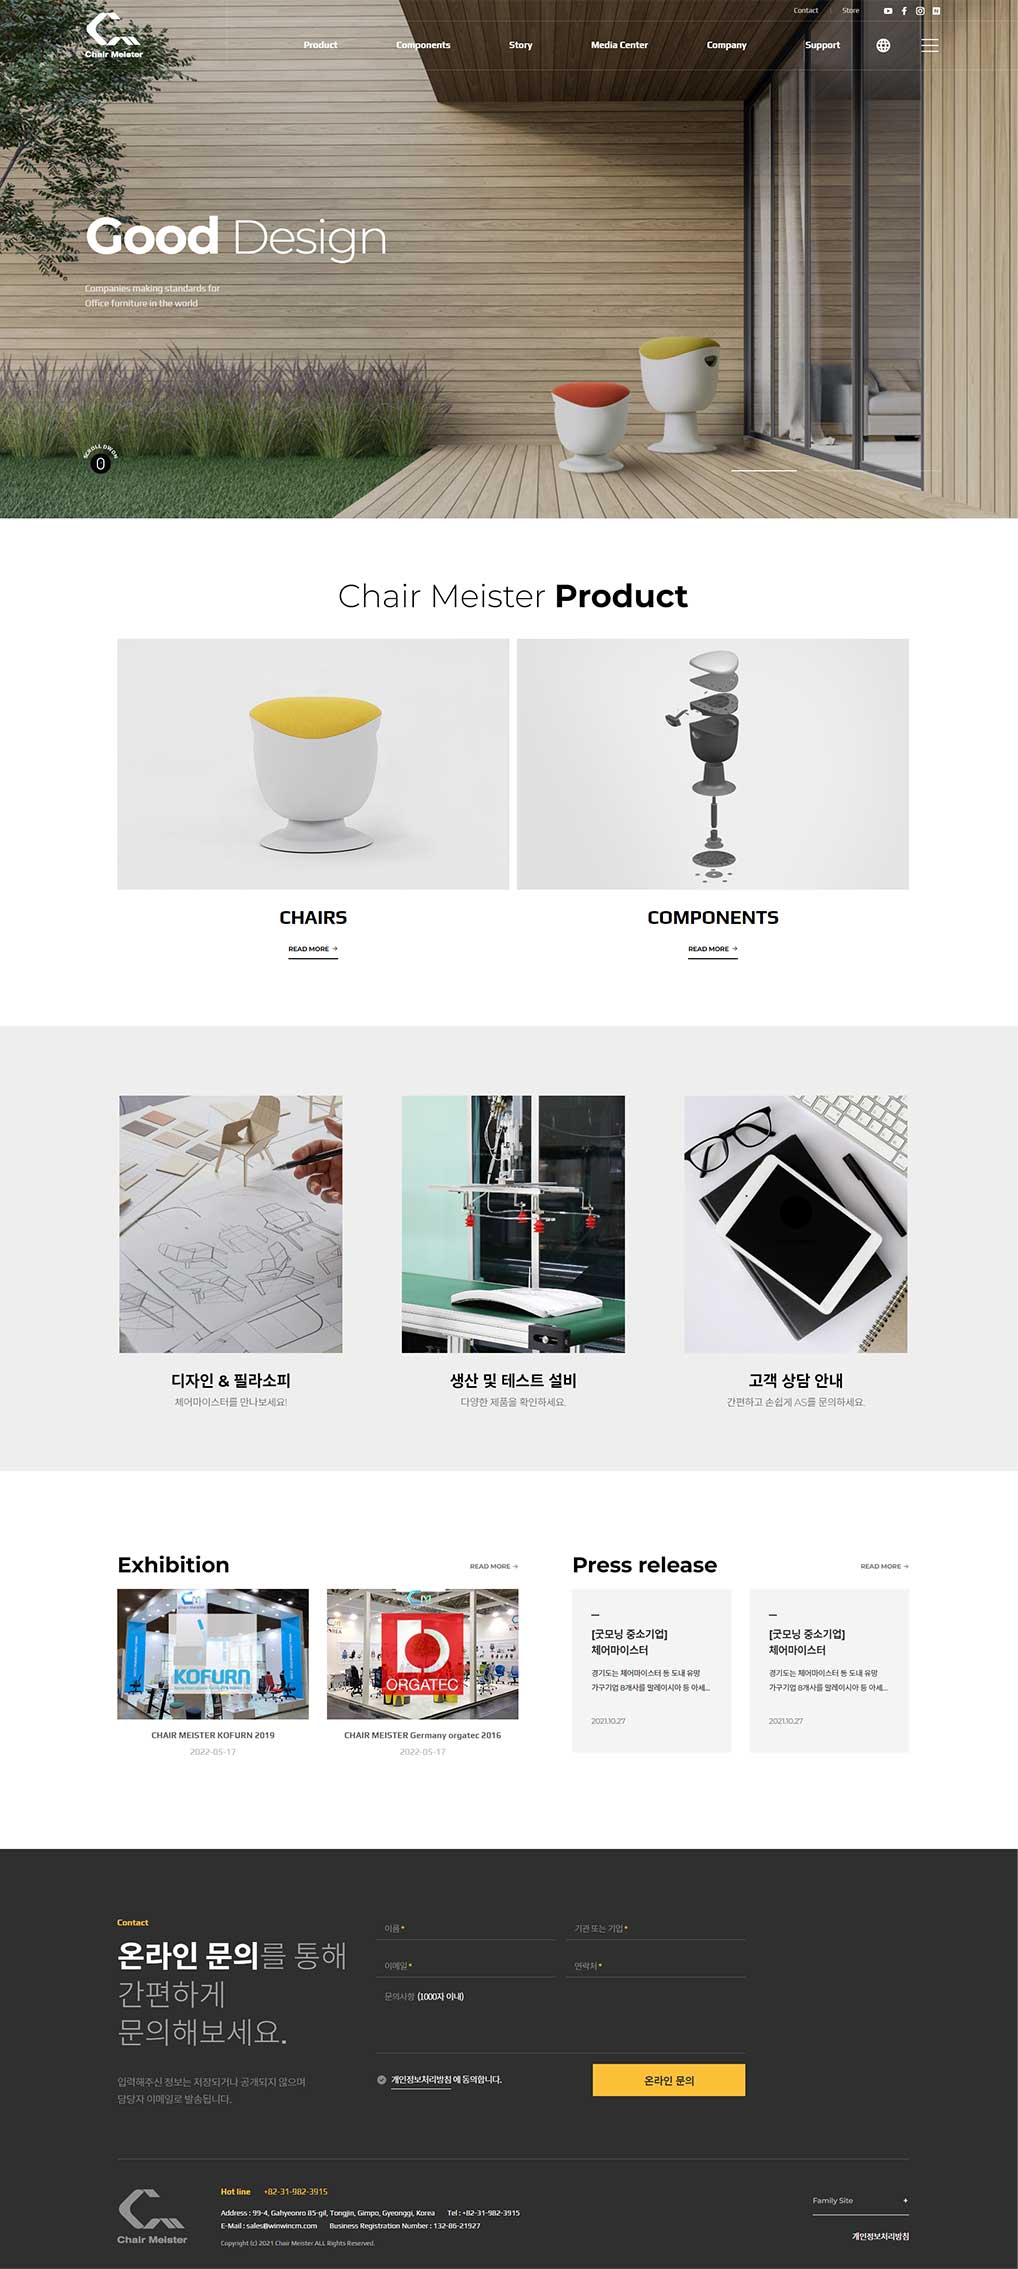 Contact
Store
Chair Meister
Product
Components
Story
Media Center
Company
Support
Good Design
Companies making standards for
Office furniture in the world
SCROLL DWON
Chair Meister Product
CHAIRS
COMPONENTS
READ MORE →
READ MORE →
디자인 & 필라소피
체어마이스터를 만나보세요!
생산 및 테스트 설비
다양한 제품을 확인하세요.
고객 상담 안내
간편하고 손쉽게 AS를 문의하세요.
Exhibition
READ MORE →
KOFURN
ORGATEC
CHAIR MEISTER KOFURN 2019
2022-05-17
CHAIR MEISTER Germany orgatec 2016
2022-05-17
Press release
READ MORE →
[굿모닝 중소기업]
체어마이스터
경기도는 체어마이스터 등 도내 유망
가구기업 8개사를 말레이시아 등 아세...
2021.10.27
[굿모닝 중소기업]
체어마이스터
경기도는 체어마이스터 등 도내 유망
가구기업 8개사를 말레이시아 등 아세...
2021.10.27
Contact
온라인 문의를 통해
간편하게
문의해보세요.
입력해주신 정보는 저장되거나 공개되지 않으며
담당자 이메일로 발송됩니다.
이름 *
기관 또는 기업 *
이메일 *
연락처 *
문의사항 (1000자 이내)
개인정보처리방침 에 동의합니다.
온라인 문의
Chair Meister
Hot line +82-31-982-3915
Address : 99-4, Gahyeonro 85-gil, Tongjin, Gimpo, Gyeonggi, Korea Tel : +82-31-982-3915
E-Mail : sales@winwincm.com Business Registration Number : 132-86-21927
Copyright (c) 2021 Chair Meister ALL Rights Reserved.
Family Site +
개인정보처리방침